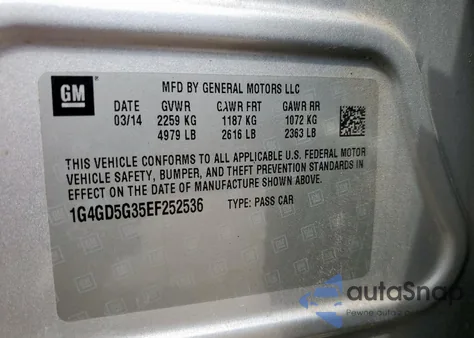 GM
MFD BY GENERAL MOTORS LLC
DATE GVWR GAWR FRT GAWR RR
03/14 2259 KG 1187 KG 1072 KG
4979 LB 2616 LB 2363 LB
THIS VEHICLE CONFORMS TO ALL APPLICABLE U.S. FEDERAL MOTOR
VEHICLE SAFETY, BUMPER, AND THEFT PREVENTION STANDARDS IN
EFFECT ON THE DATE OF MANUFACTURE SHOWN ABOVE.
1G4GD5G35EF252536 TYPE: PASS CAR
autoSnap